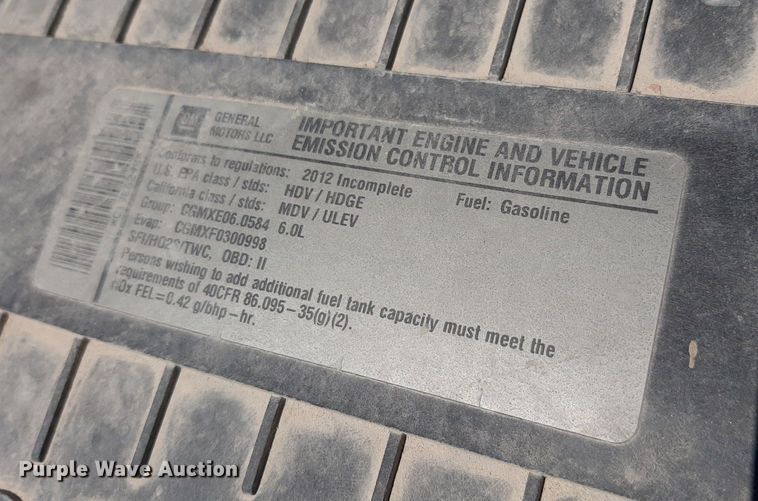 GM GENERAL MOTORS LLC
IMPORTANT ENGINE AND VEHICLE
EMISSION CONTROL INFORMATION
Conforms to regulations: 2012 Incomplete Fuel: Gasoline
U.S. EPA class / stds: HDV / HDGE
California class / stds: MDV / ULEV
Group: CGMXE06.0584 6.0L
Evap: CGMXF0300998
SFI/HO2S/TWC, OBD: II
Persons wishing to add additional fuel tank capacity must meet the
requirements of 40CFR 86.095-35(g)(2).
NOx FEL=0.42 g/bhp-hr.
Purple Wave Auction